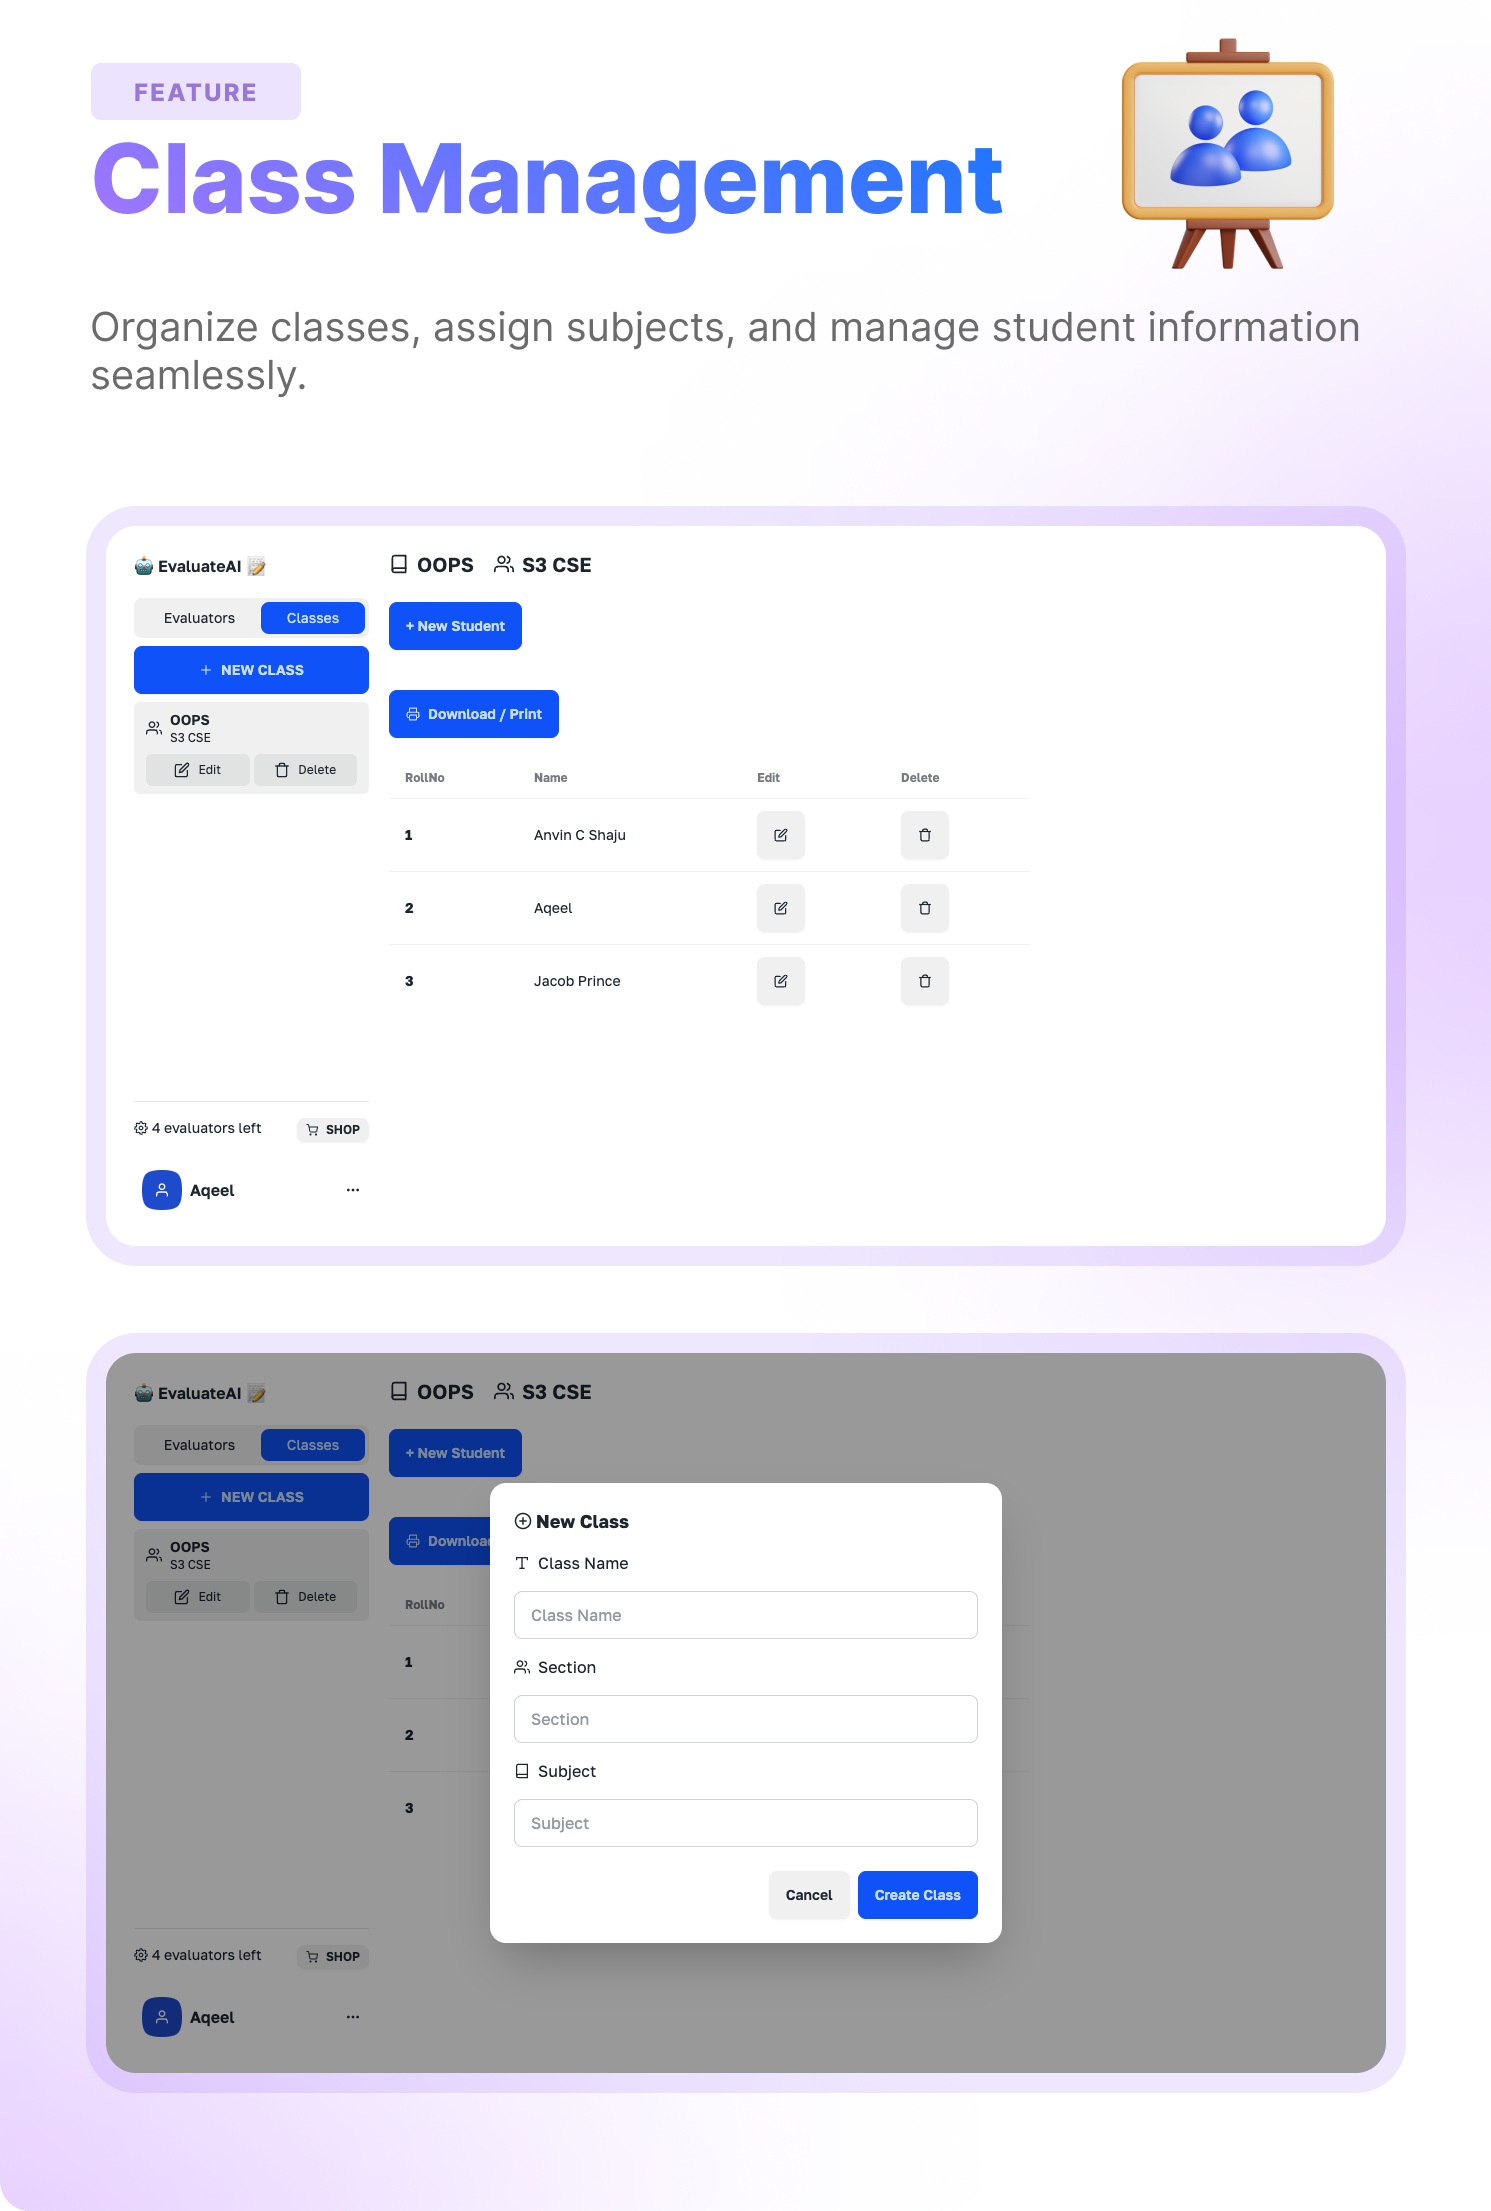 FEATURE
Class Management
Organize classes, assign subjects, and manage student information
seamlessly.
EvaluateAI
OOPS S3 CSE
Evaluators Classes
+ New Student
+ NEW CLASS
OOPS
S3 CSE
Edit Delete
Download / Print
RollNo Name Edit Delete
1 Anvin C Shaju
2 Aqeel
3 Jacob Prince
4 evaluators left SHOP
Aqeel ...
EvaluateAI
OOPS S3 CSE
Evaluators Classes
+ New Student
+ NEW CLASS
OOPS
S3 CSE
Edit Delete
Download
RollNo
1
2
3
New Class
Class Name
Class Name
Section
Section
Subject
Subject
Cancel Create Class
4 evaluators left SHOP
Aqeel ...